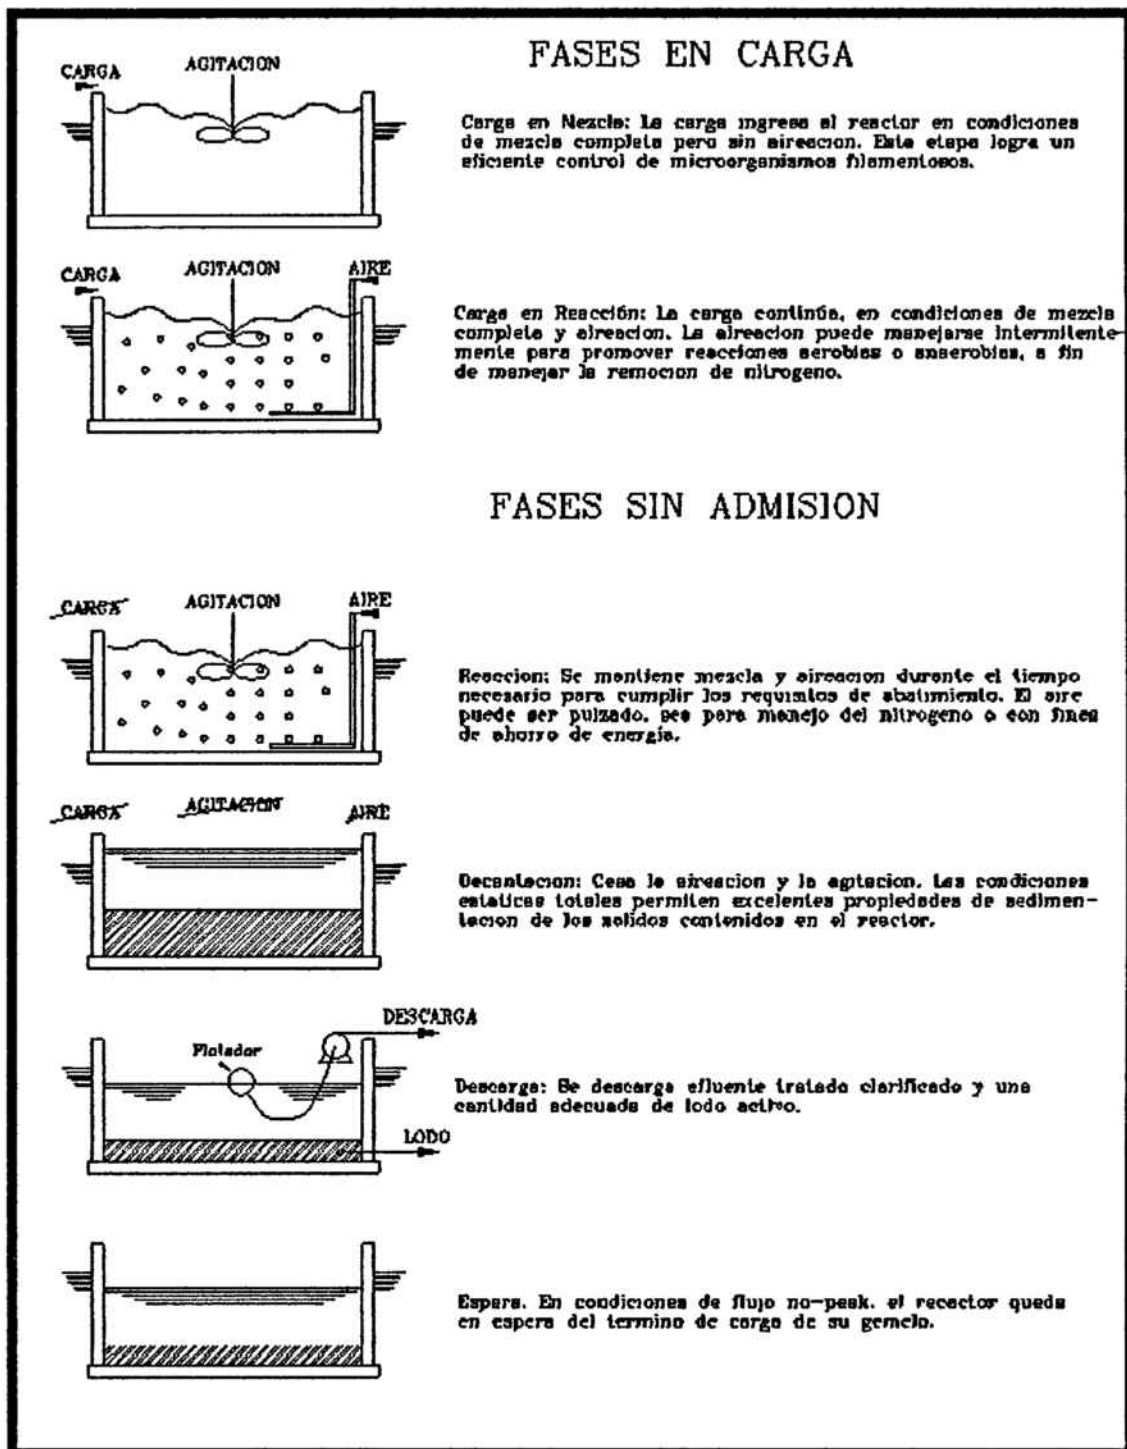 FASES EN CARGA
CARGA
AGITACION
Carga en Mezcla: La carga ingresa al reactor en condiciones
de mezcla completa pero sin aireacion. Esta etapa logra un
eficiente control de microorganismos filamentosos.
CARGA
AGITACION
AIRE
Carga en Reacción: La carga continúa, en condiciones de mezcla
completa y aireacion. La aireacion puede manejarse intermitente-
mente para promover reacciones aerobias o anaerobias, a fin
de manejar la remocion de nitrogeno.
FASES SIN ADMISION
CARGA
AGITACION
AIRE
Reaccion: Se mantiene mezcla y aireacion durante el tiempo
necesario para cumplir los requisitos de abatimiento. El aire
puede ser pulzado, sea para manejo del nitrogeno o con fines
de ahorro de energía.
CARGA
AGITACION
AIRE
Decantacion: Cesa la aireacion y la agitacion. Las condiciones
estaticas totales permiten excelentes propiedades de sedimen-
tacion de los solidos contenidos en el reactor.
DESCARGA
Flotador
Descarga: Se descarga efluente tratado clarificado y una
cantidad adecuada de lodo activo.
LODO
Espera. En condiciones de flujo no-peak, el recactor queda
en espera del termino de carga de su gemelo.